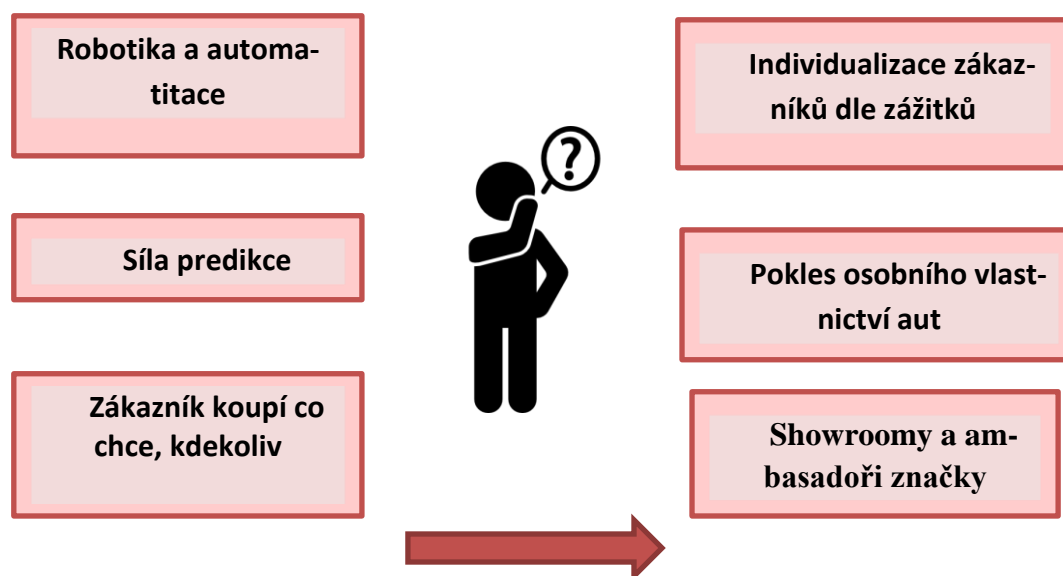 Robotika a automa-
titace
Síla predikce
Zákazník koupí co
chce, kdekoliv
?
Individualizace zákaz-
níků dle zážitků
Pokles osobního vlast-
nictví aut
Showroomy a am-
basadoři značky